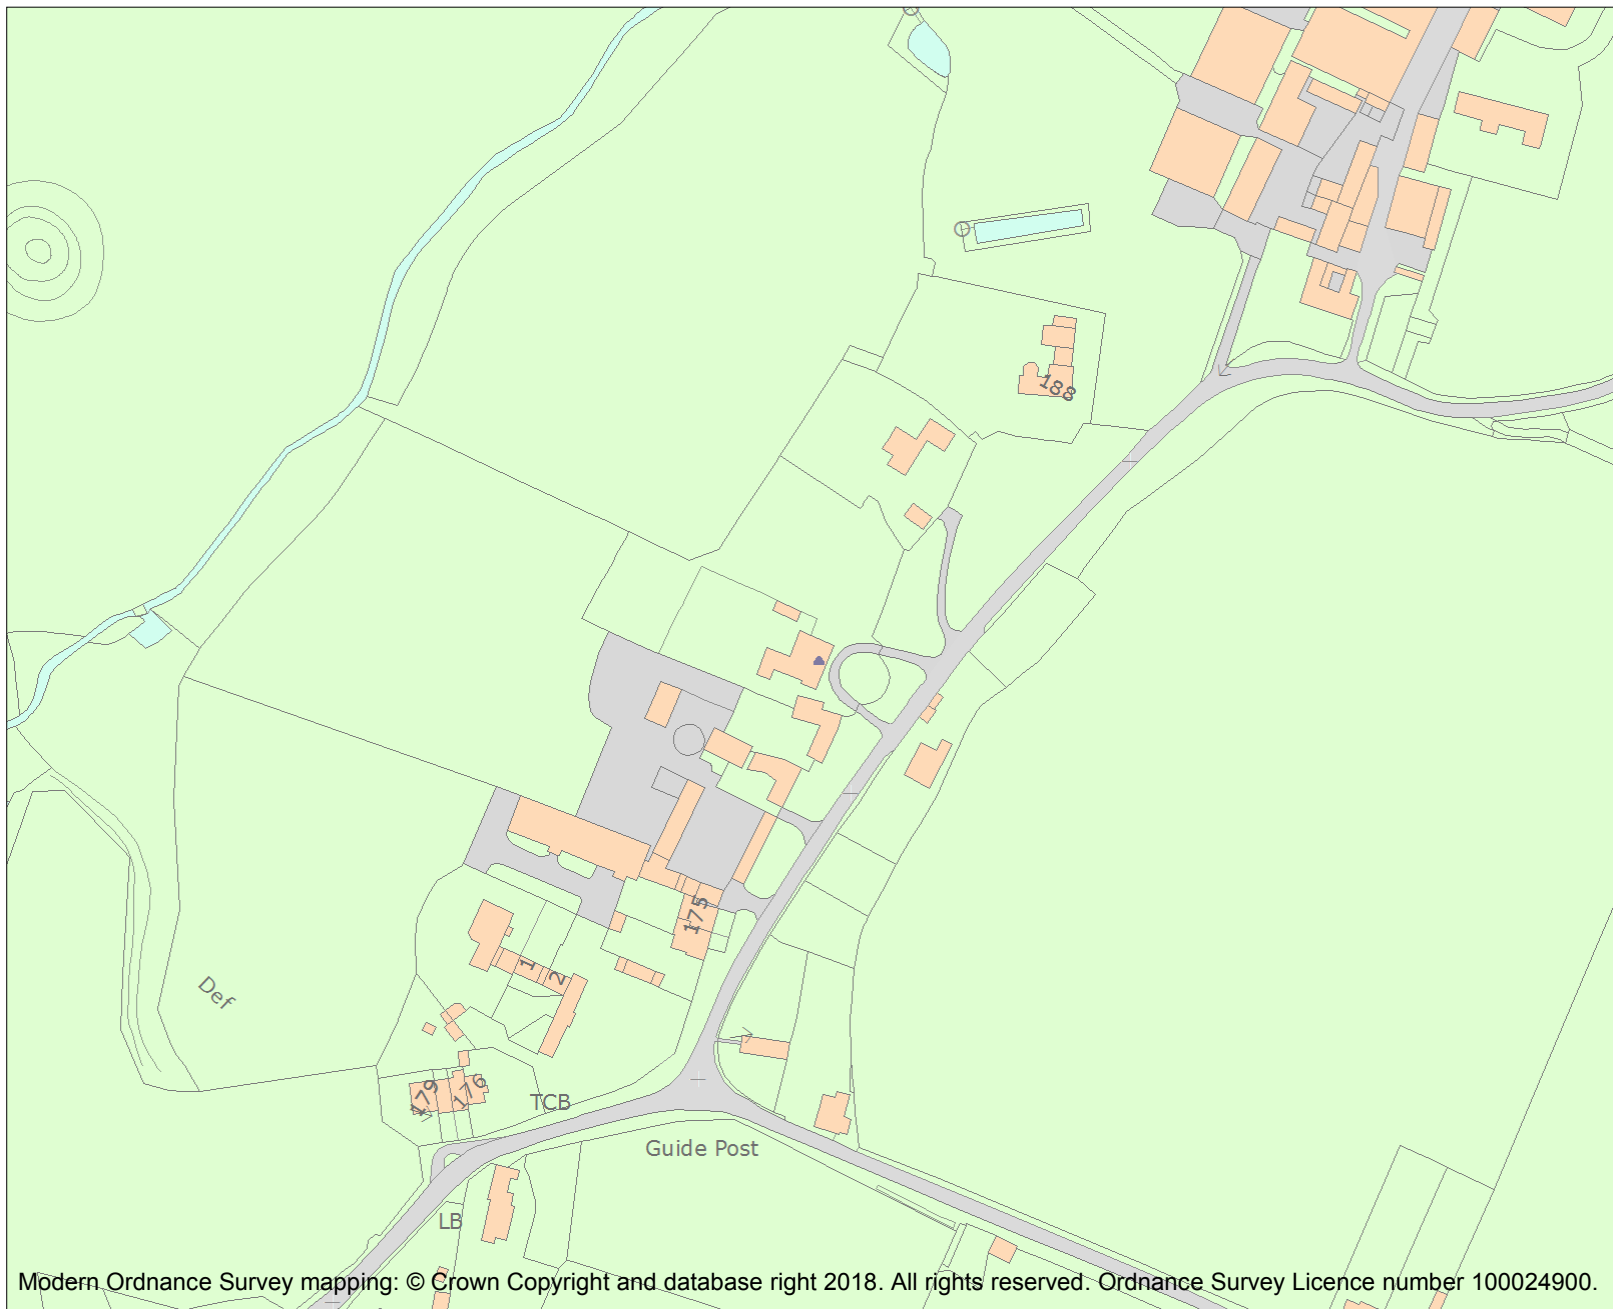 188
175
1
2
Def
179
176
TCB
Guide Post
LB
Modern Ordnance Survey mapping: © Crown Copyright and database right 2018. All rights reserved. Ordnance Survey Licence number 100024900.